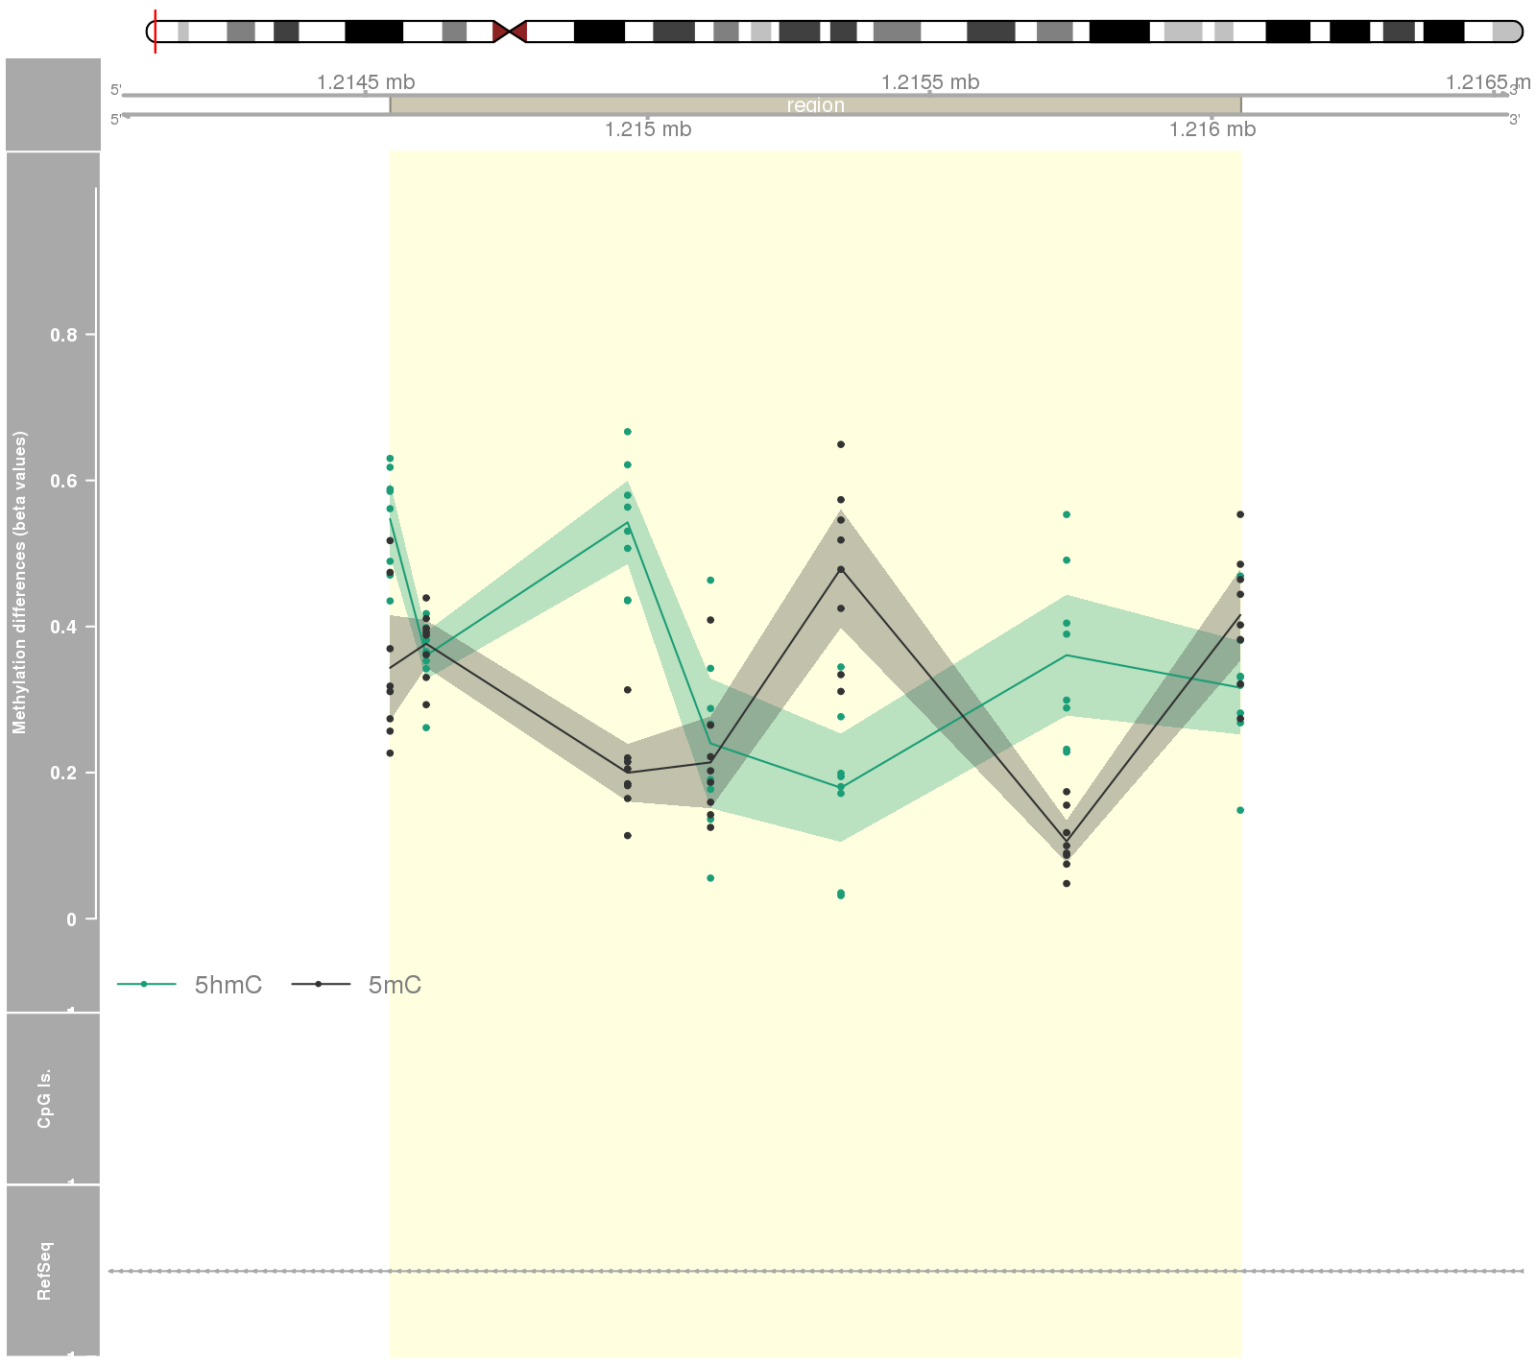 1.2145 mb 1.2155 mb 1.2165 m
5' 3'
region
5' 3'
1.215 mb 1.216 mb
Methylation differences (beta values)
0.8
0.6
0.4
0.2
0
5hmC 5mC
CpG Is.
RefSeq